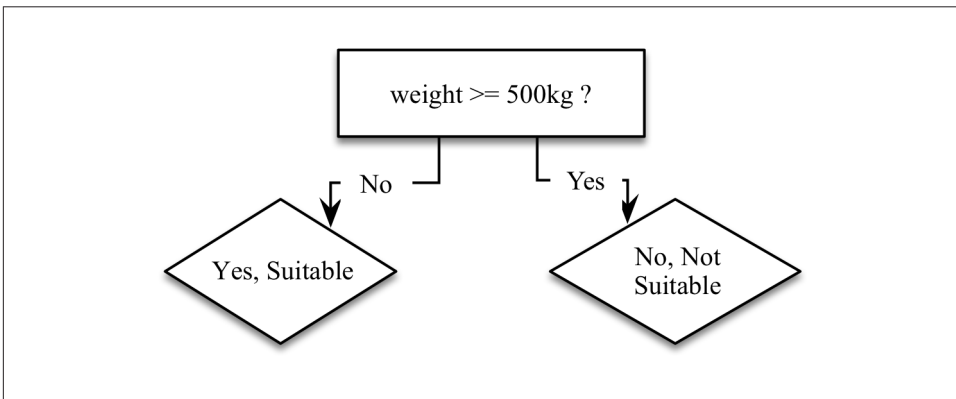 weight >= 500kg ?
No
Yes
Yes, Suitable
No, Not
Suitable